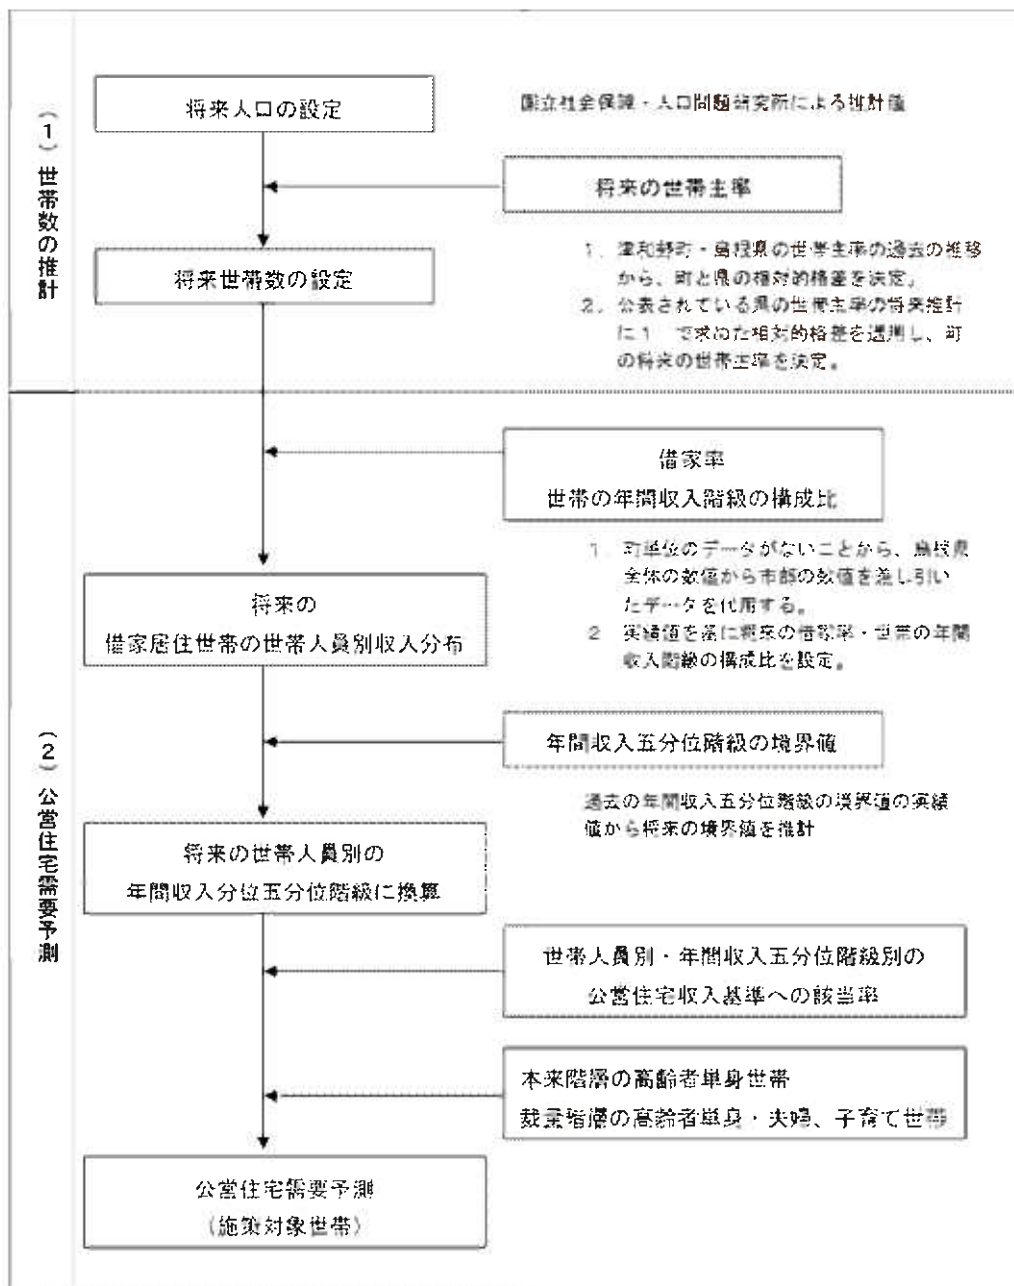 (1) 世帯数の推計
将来人口の設定
国立社会保障・人口問題研究所による推計値
将来の世帯主率
将来世帯数の設定
1. 津和野町・島根県の世帯主率の過去の推移
から、町と県の相対的格差を決定。
2. 公表されている県の世帯主率の将来推計
に1 で求めた相対的格差を適用し、町
の将来の世帯主率を決定。
(2) 公営住宅需要予測
借家率
世帯の年間収入階級の構成比
1. 町単位のデータがないことから、島根県
全体の数値から市部の数値を差し引い
たデータを代用する。
2 実績値を基に将来の借家率・世帯の年間
収入階級の構成比を設定。
将来の
借家居住世帯の世帯人員別収入分布
年間収入五分位階級の境界値
過去の年間収入五分位階級の境界値の実績
値から将来の境界値を推計
将来の世帯人員別の
年間収入分位五分位階級に換算
世帯人員別・年間収入五分位階級別の
公営住宅収入基準への該当率
本来階層の高齢者単身世帯
裁量階層の高齢者単身・夫婦、子育て世帯
公営住宅需要予測
(施策対象世帯)